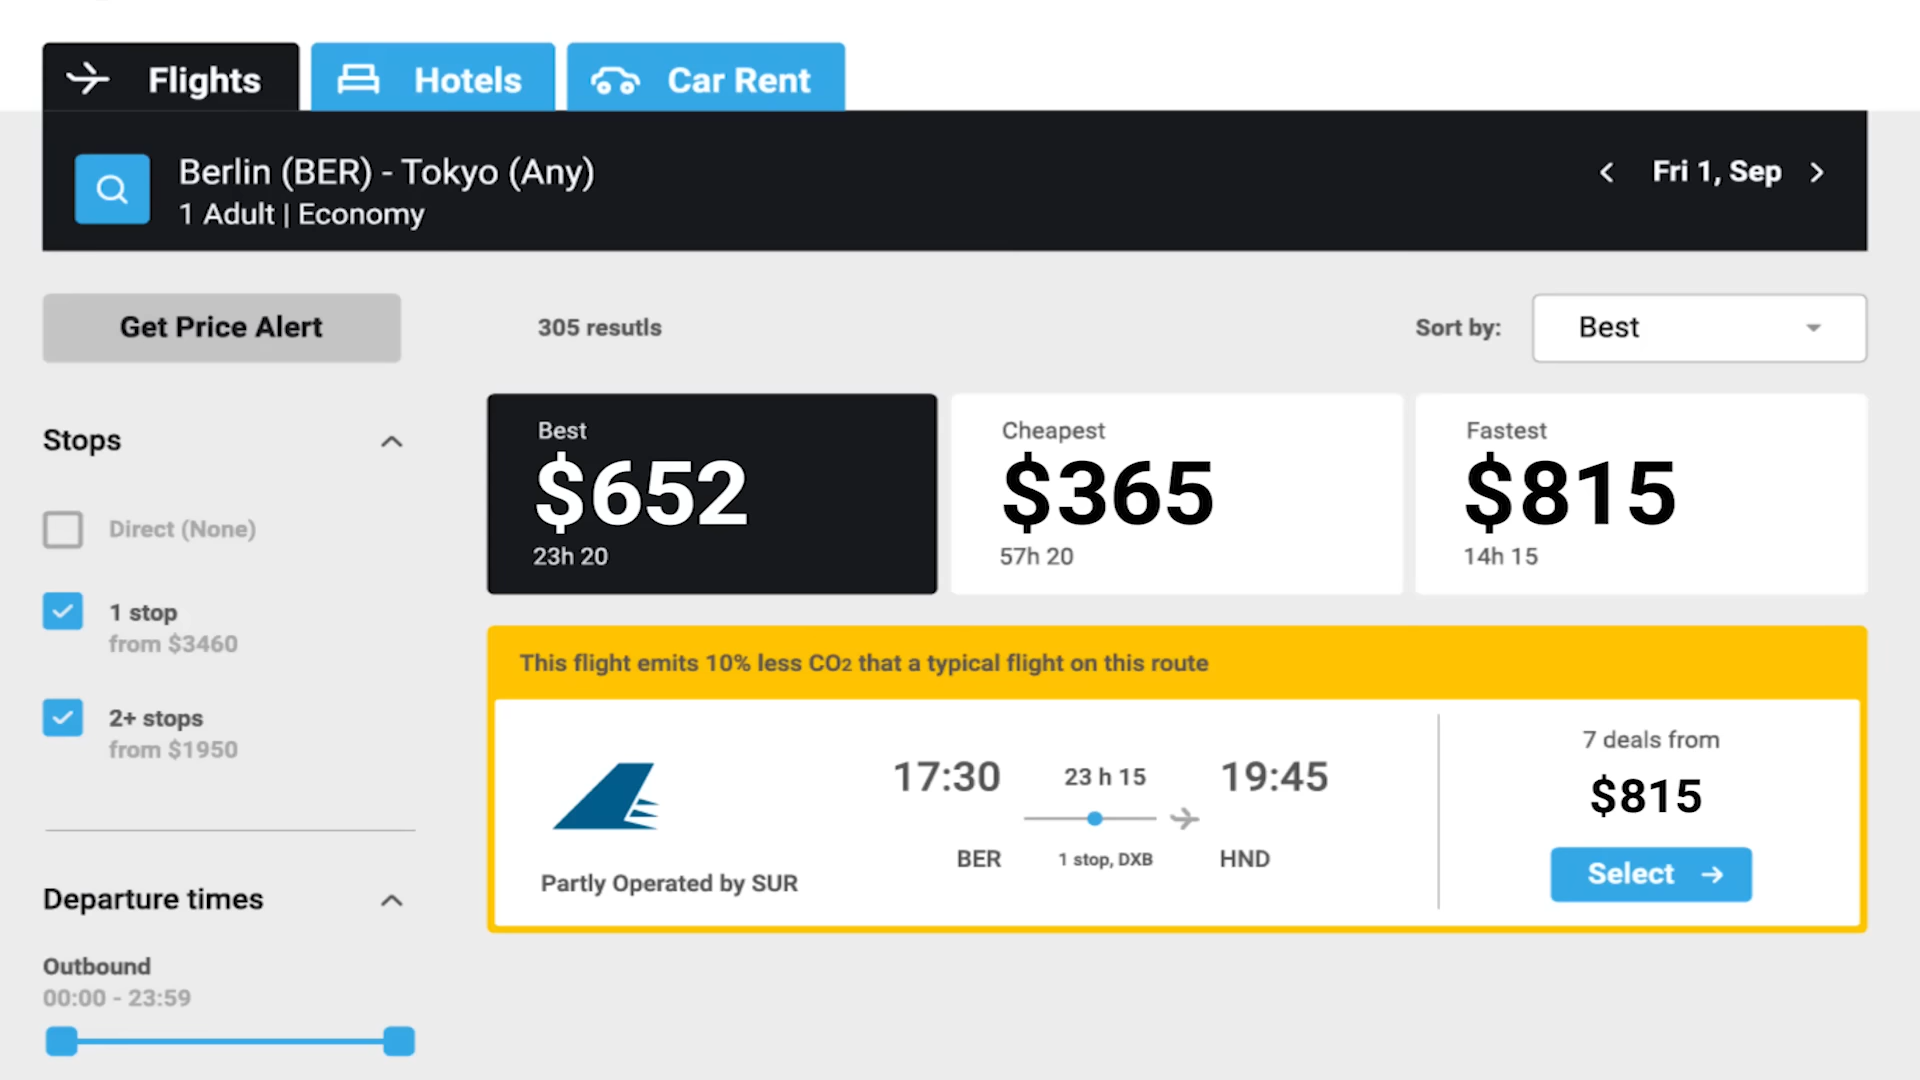 Flights
Hotels
Car Rent
Berlin (BER) - Tokyo (Any)
1 Adult | Economy
Fri 1, Sep
Get Price Alert
305 resutls
Sort by:
Best
Stops
Direct (None)
1 stop
from $3460
2+ stops
from $1950
Departure times
Outbound
00:00 - 23:59
Best
$652
23h 20
Cheapest
$365
57h 20
Fastest
$815
14h 15
This flight emits 10% less CO2 that a typical flight on this route
Partly Operated by SUR
17:30
23 h 15
19:45
BER
1 stop, DXB
HND
7 deals from
$815
Select